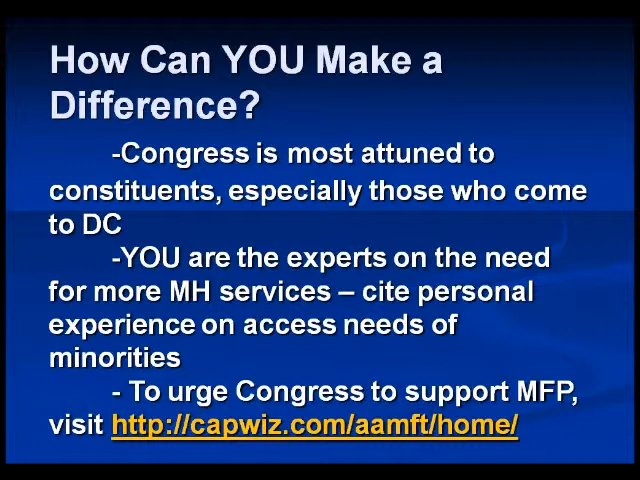 How Can YOU Make a
Difference?
-Congress is most attuned to
constituents, especially those who come
to DC
-YOU are the experts on the need
for more MH services – cite personal
experience on access needs of
minorities
- To urge Congress to support MFP,
visit http://capwiz.com/aamft/home/